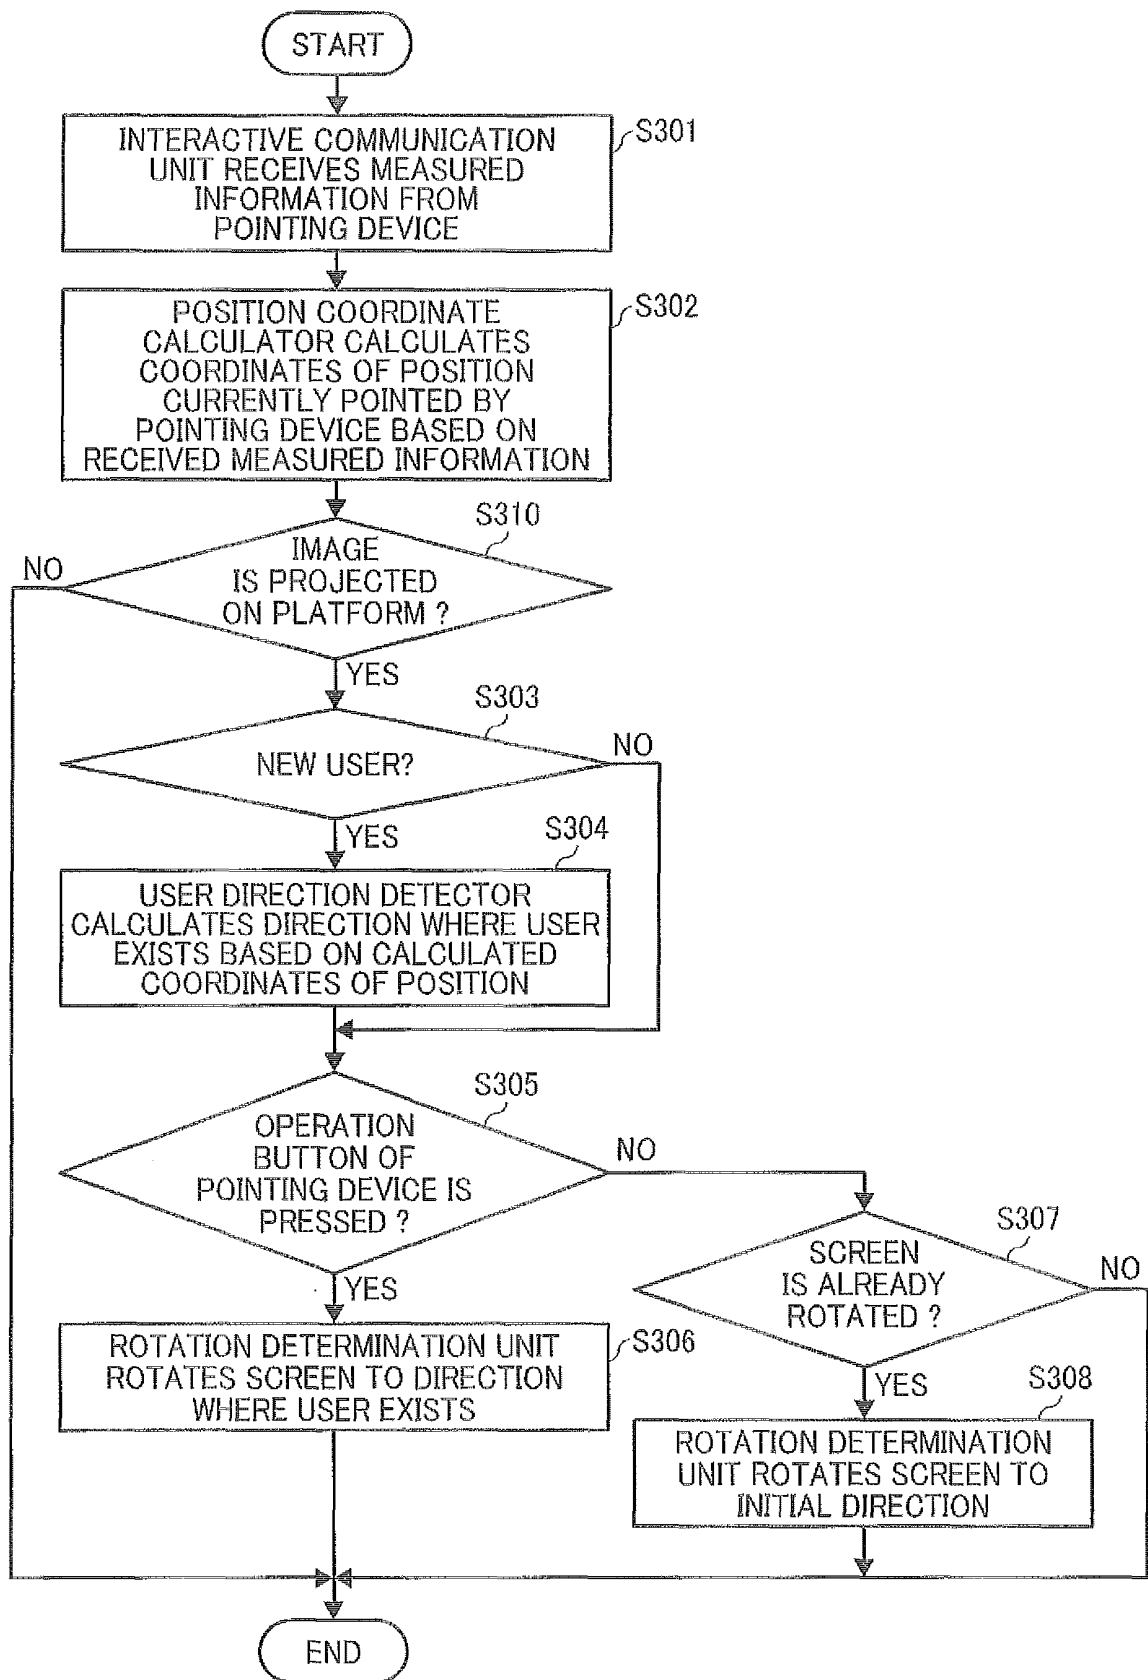 START
INTERACTIVE COMMUNICATION
UNIT RECEIVES MEASURED
INFORMATION FROM
POINTING DEVICE
S301
POSITION COORDINATE
CALCULATOR CALCULATES
COORDINATES OF POSITION
CURRENTLY POINTED BY
POINTING DEVICE BASED ON
RECEIVED MEASURED INFORMATION
S302
S310
IMAGE
IS PROJECTED
ON PLATFORM ?
NO
YES
S303
NEW USER?
NO
YES
S304
USER DIRECTION DETECTOR
CALCULATES DIRECTION WHERE USER
EXISTS BASED ON CALCULATED
COORDINATES OF POSITION
S305
OPERATION
BUTTON OF
POINTING DEVICE IS
PRESSED ?
NO
YES
S307
SCREEN
IS ALREADY
ROTATED ?
NO
YES
ROTATION DETERMINATION UNIT
ROTATES SCREEN TO DIRECTION
WHERE USER EXISTS
S306
S308
ROTATION DETERMINATION
UNIT ROTATES SCREEN TO
INITIAL DIRECTION
END